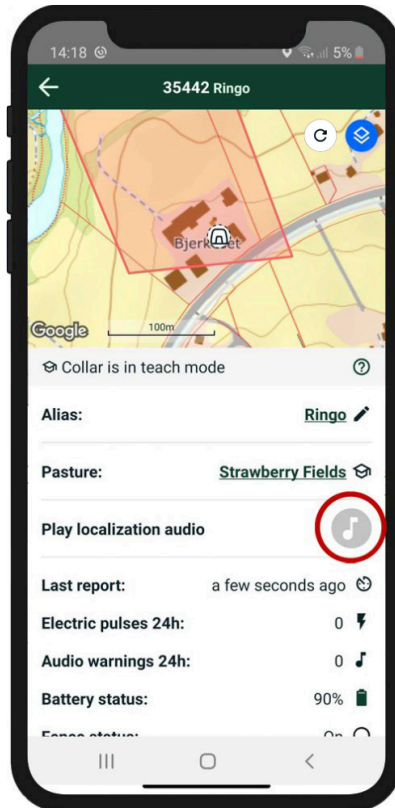 14:18 5%
35442 Ringo
Google 100m
Collar is in teach mode
Alias: Ringo
Pasture: Strawberry Fields
Play localization audio
Last report: a few seconds ago
Electric pulses 24h: 0
Audio warnings 24h: 0
Battery status: 90%